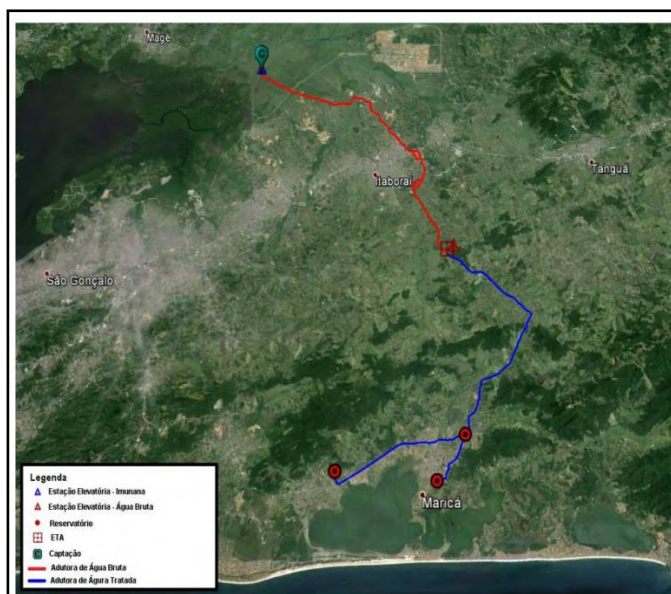 Magé
Itaboraí
Tanguá
São Gonçalo
Maricá
Legenda
Estação Elevatória - Imunana
Estação Elevatória - Água Bruta
Reservatório
ETA
C Captação
Adutora de Água Bruta
Adutora de Águra Tratada